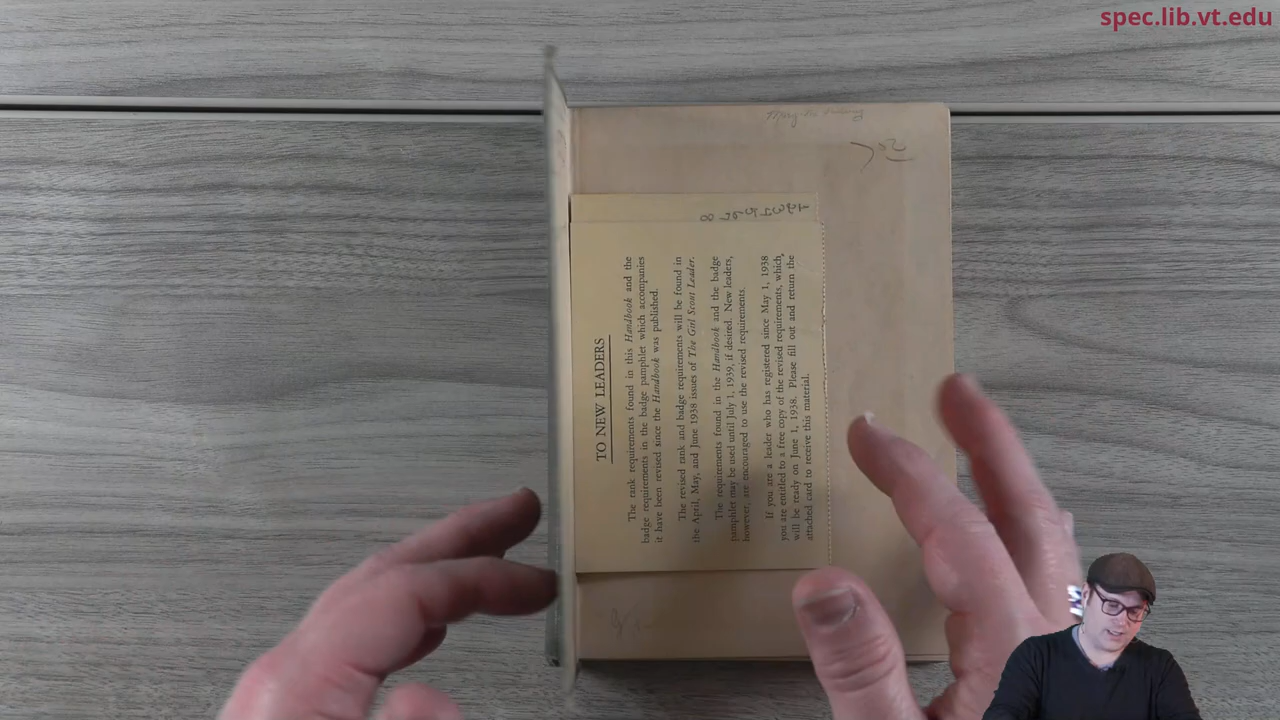 spec.lib.vt.edu
TO NEW LEADERS
The rank requirements found in this Handbook and the
badge requirements in the badge pamphlet which accompanies
it have been revised since the Handbook was published.
The revised rank and badge requirements will be found in
the April, May, and June 1938 issues of The Girl Scout Leader.
The requirements found in the Handbook and the badge
pamphlet may be used until July 1, 1939, if desired. New leaders,
however, are encouraged to use the revised requirements.
If you are a leader who has registered since May 1, 1938
you are entitled to a free copy of the revised requirements, which
will be ready on June 1, 1938. Please fill out and return the
attached card to receive this material.